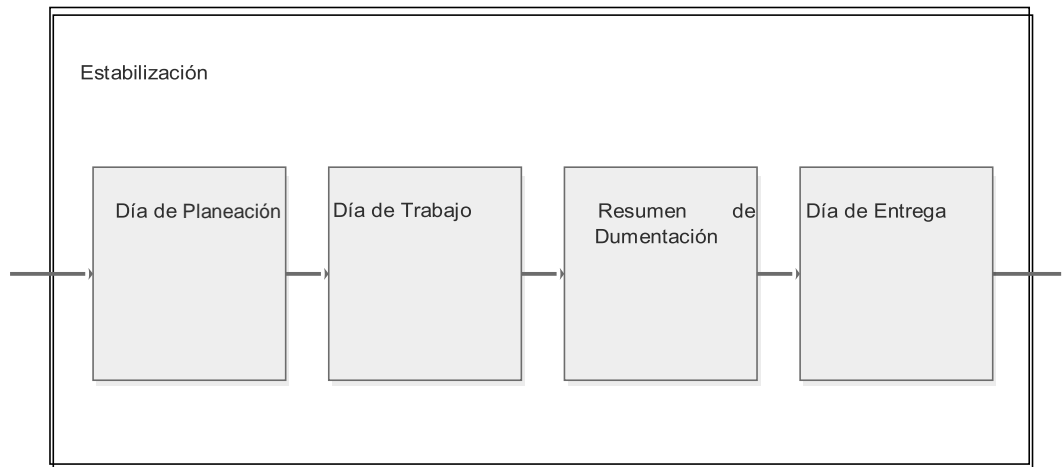 Estabilización
Día de Planeación
Día de Trabajo
Resumen de
Dumentación
Día de Entrega